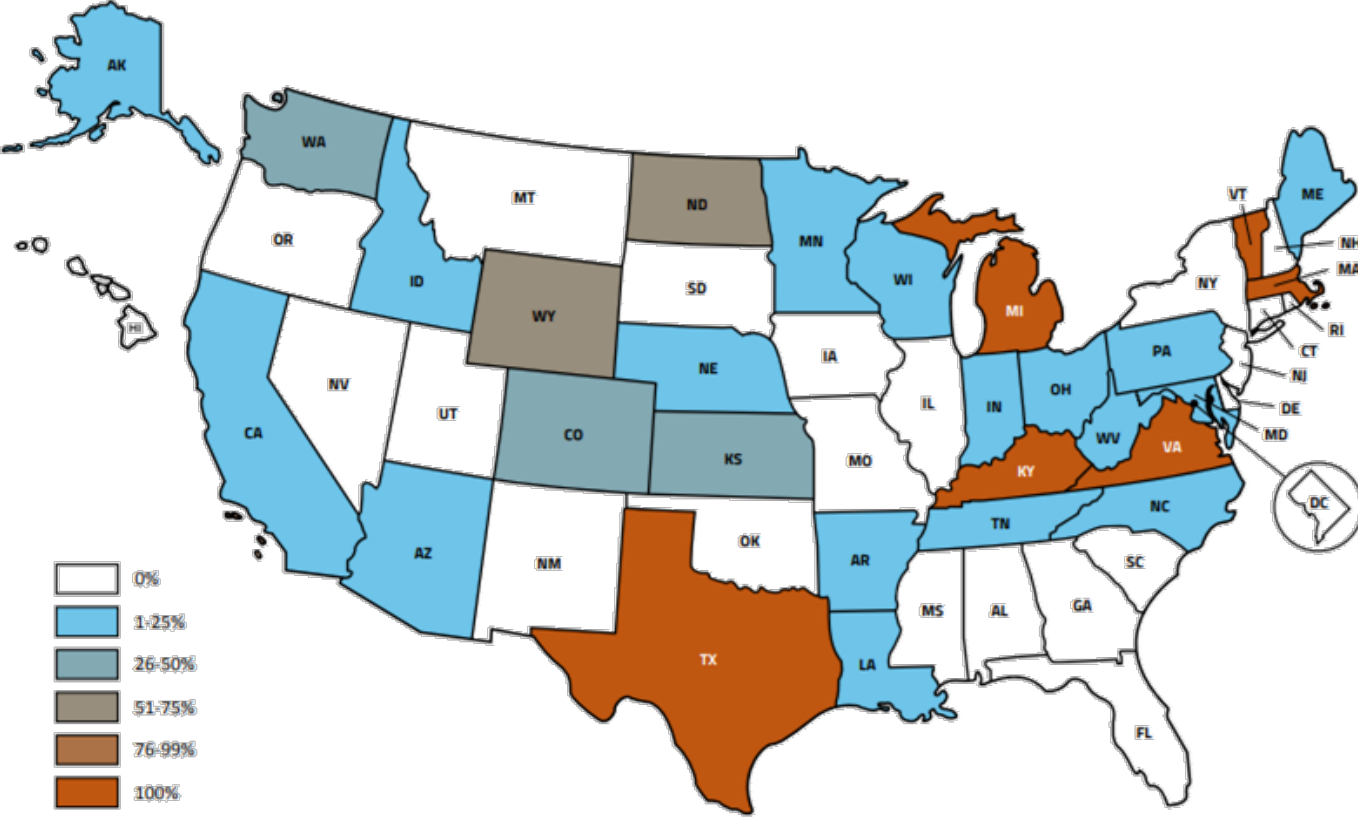 AK
WA
MT
ND
MN
VT
ME
OR
ID
NH
WI
MA
SD
NY
WY
MI
HI
RI
IA
PA
CT
NE
NV
NJ
OH
UT
IL
IN
DE
CA
CO
MD
WV
VA
KS
MO
KY
DC
NC
TN
OK
AZ
AR
NM
SC
0%
GA
MS
AL
1-25%
TX
LA
26-50%
51-75%
FL
76-99%
100%